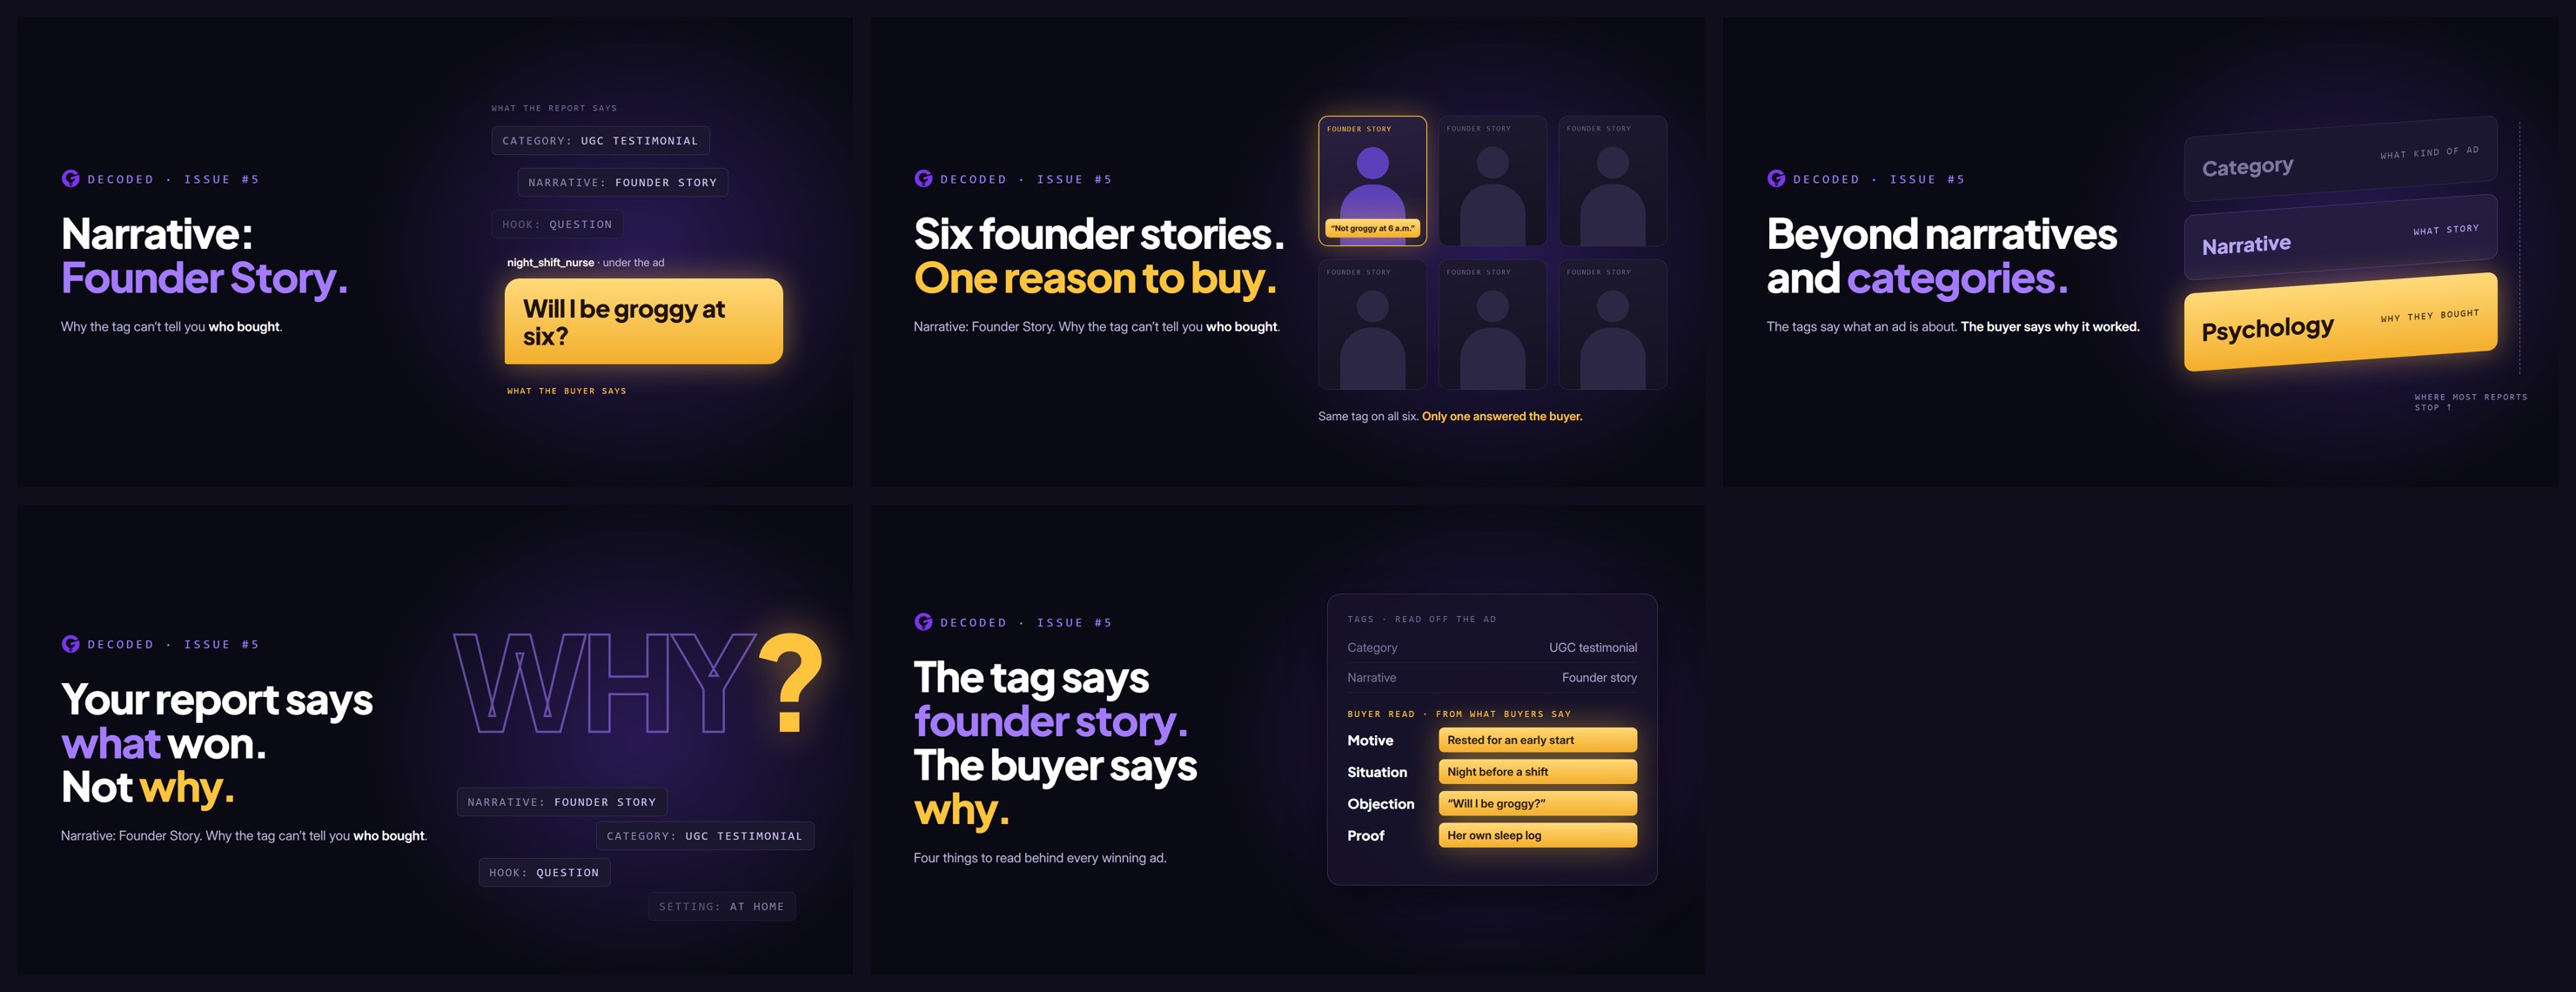 DECODED · ISSUE #5
Narrative:
Founder Story.
Why the tag can’t tell you who bought.
WHAT THE REPORT SAYS
CATEGORY: UGC TESTIMONIAL
NARRATIVE: FOUNDER STORY
HOOK: QUESTION
night_shift_nurse · under the ad
Will I be groggy at
six?
WHAT THE BUYER SAYS
DECODED · ISSUE #5
Six founder stories.
One reason to buy.
Narrative: Founder Story. Why the tag can’t tell you who bought.
FOUNDER STORY
“Not groggy at 6 a.m.”
FOUNDER STORY
FOUNDER STORY
FOUNDER STORY
FOUNDER STORY
FOUNDER STORY
Same tag on all six. Only one answered the buyer.
DECODED · ISSUE #5
Beyond narratives
and categories.
The tags say what an ad is about. The buyer says why it worked.
Category WHAT KIND OF AD
Narrative WHAT STORY
Psychology WHY THEY BOUGHT
WHERE MOST REPORTS
STOP ↑
DECODED · ISSUE #5
Your report says
what won.
Not why.
Narrative: Founder Story. Why the tag can’t tell you who bought.
WHY?
NARRATIVE: FOUNDER STORY
CATEGORY: UGC TESTIMONIAL
HOOK: QUESTION
SETTING: AT HOME
DECODED · ISSUE #5
The tag says
founder story.
The buyer says
why.
Four things to read behind every winning ad.
TAGS · READ OFF THE AD
Category UGC testimonial
Narrative Founder story
BUYER READ · FROM WHAT BUYERS SAY
Motive Rested for an early start
Situation Night before a shift
Objection “Will I be groggy?”
Proof Her own sleep log